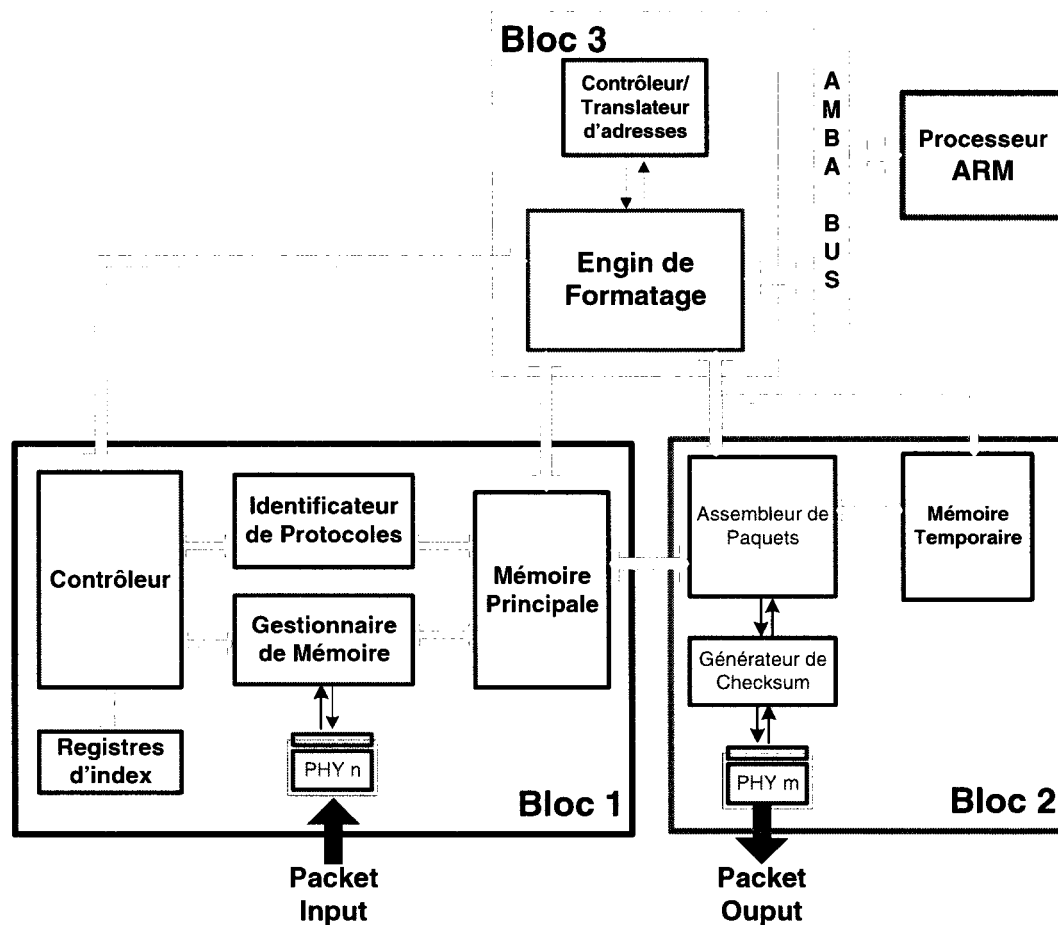 Bloc 3
Contrôleur/
Translateur
d'adresses
A
M
B
A
B
U
S
Processeur
ARM
Engin de
Formatage
Contrôleur
Identificateur
de Protocoles
Gestionnaire
de Mémoire
Mémoire
Principale
Registres
d'index
PHY n
Bloc 1
Packet
Input
Assembleur de
Paquets
Mémoire
Temporaire
Générateur de
Checksum
PHY m
Bloc 2
Packet
Ouput